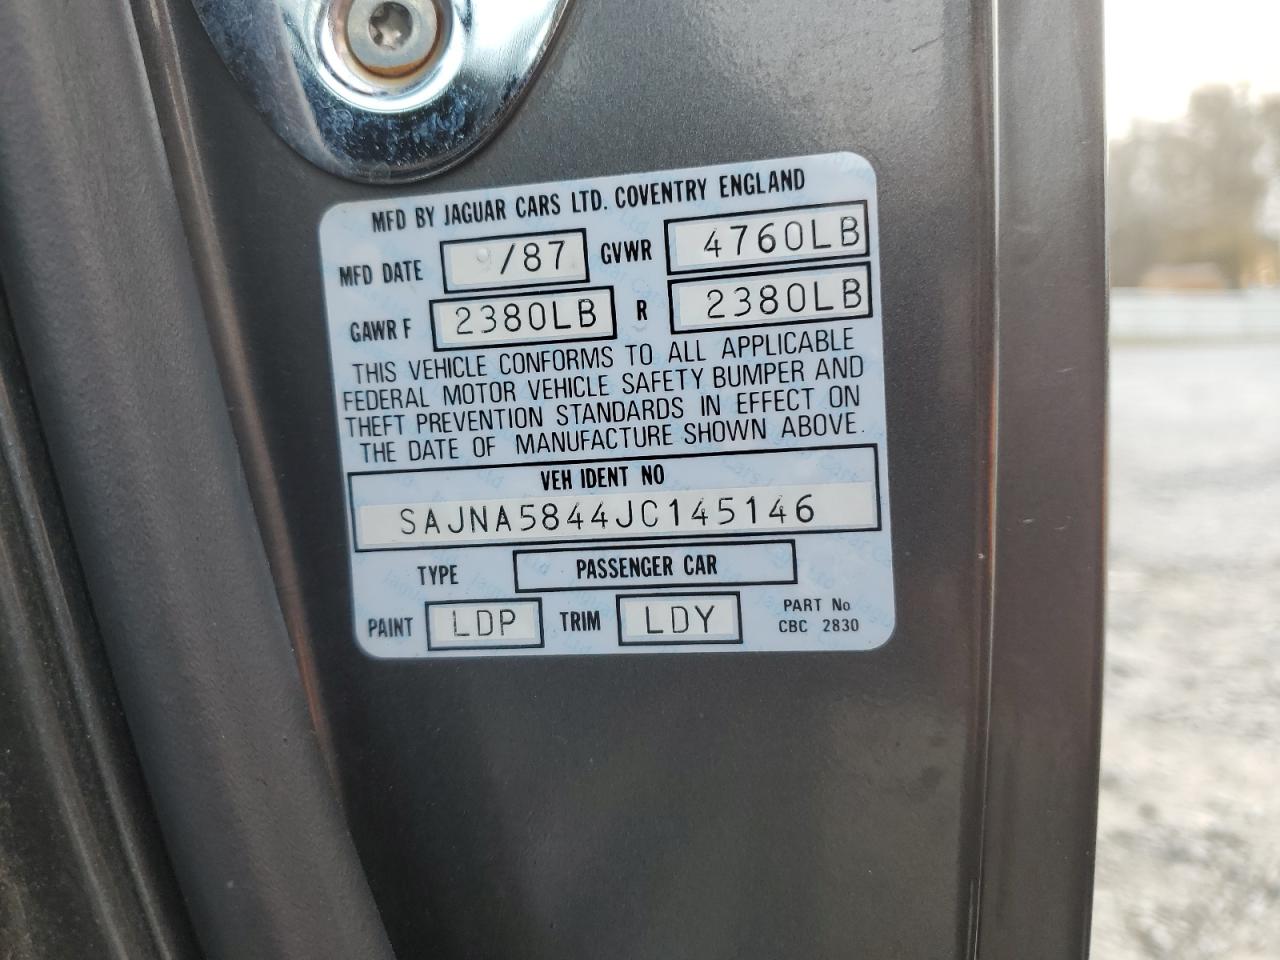 MFD BY JAGUAR CARS LTD. COVENTRY ENGLAND
MFD DATE 9/87 GVWR 4760LB
GAWR F 2380LB R 2380LB
THIS VEHICLE CONFORMS TO ALL APPLICABLE
FEDERAL MOTOR VEHICLE SAFETY BUMPER AND
THEFT PREVENTION STANDARDS IN EFFECT ON
THE DATE OF MANUFACTURE SHOWN ABOVE.
VEH IDENT NO
SAJNA5844JC145146
TYPE PASSENGER CAR
PAINT LDP TRIM LDY PART No
CBC 2830